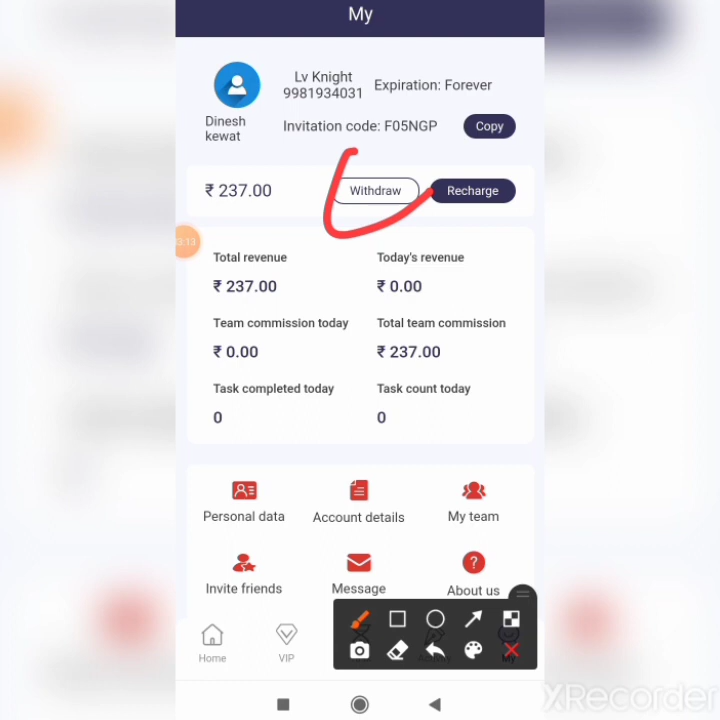 My
Lv Knight
9981934031
Expiration: Forever
Dinesh
kewat
Invitation code: F05NGP
Copy
₹ 237.00
Withdraw
Recharge
Total revenue
Today's revenue
₹ 237.00
₹ 0.00
Team commission today
Total team commission
₹ 0.00
₹ 237.00
Task completed today
Task count today
0
0
Personal data
Account details
My team
Invite friends
Message
About us
Home
VIP
My
XRecorder